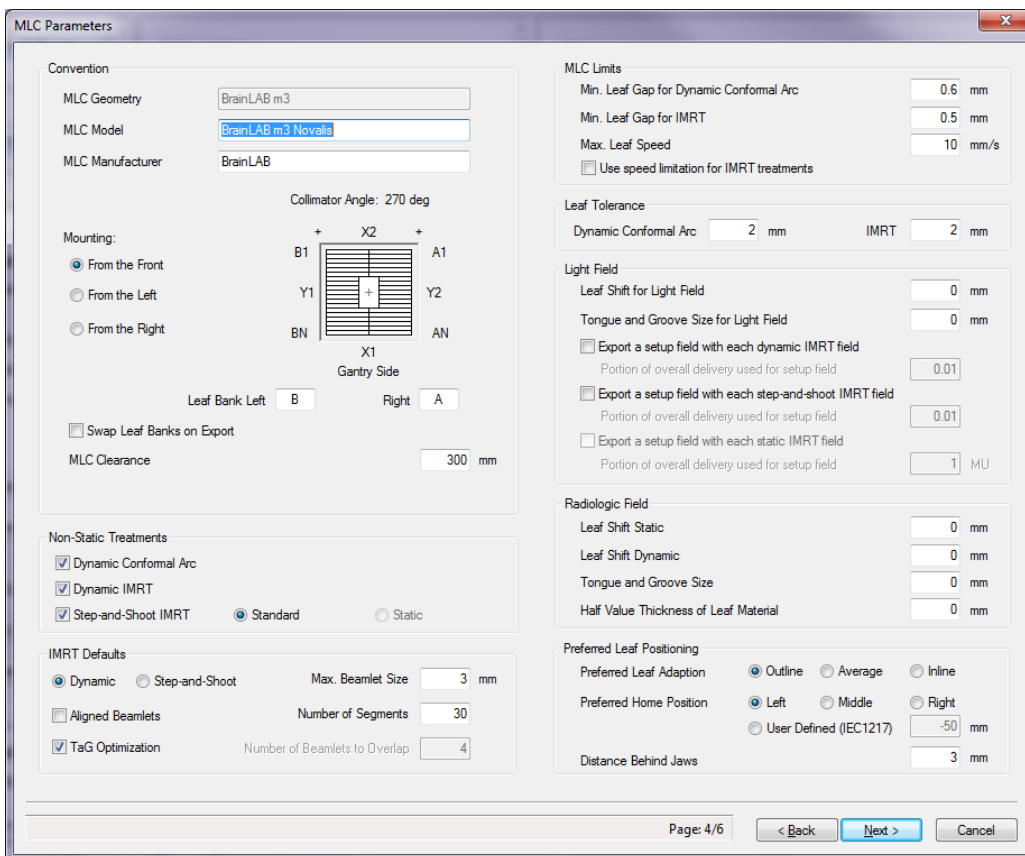 MLC Parameters
Convention
MLC Geometry BrainLAB m3
MLC Model BrainLAB m3 Novalis
MLC Manufacturer BrainLAB
Collimator Angle: 270 deg
Mounting:
From the Front
From the Left
From the Right
+ X2 +
B1 A1
Y1 + Y2
BN AN
X1
Gantry Side
Leaf Bank Left B Right A
Swap Leaf Banks on Export
MLC Clearance 300 mm
Non-Static Treatments
Dynamic Conformal Arc
Dynamic IMRT
Step-and-Shoot IMRT Standard Static
IMRT Defaults
Dynamic Step-and-Shoot Max. Beamlet Size 3 mm
Aligned Beamlets Number of Segments 30
TaG Optimization Number of Beamlets to Overlap 4
MLC Limits
Min. Leaf Gap for Dynamic Conformal Arc 0.6 mm
Min. Leaf Gap for IMRT 0.5 mm
Max. Leaf Speed 10 mm/s
Use speed limitation for IMRT treatments
Leaf Tolerance
Dynamic Conformal Arc 2 mm IMRT 2 mm
Light Field
Leaf Shift for Light Field 0 mm
Tongue and Groove Size for Light Field 0 mm
Export a setup field with each dynamic IMRT field
Portion of overall delivery used for setup field 0.01
Export a setup field with each step-and-shoot IMRT field
Portion of overall delivery used for setup field 0.01
Export a setup field with each static IMRT field
Portion of overall delivery used for setup field 1 MU
Radiologic Field
Leaf Shift Static 0 mm
Leaf Shift Dynamic 0 mm
Tongue and Groove Size 0 mm
Half Value Thickness of Leaf Material 0 mm
Preferred Leaf Positioning
Preferred Leaf Adaption Outline Average Inline
Preferred Home Position Left Middle Right
User Defined (IEC1217) -50 mm
Distance Behind Jaws 3 mm
Page: 4/6 < Back Next > Cancel